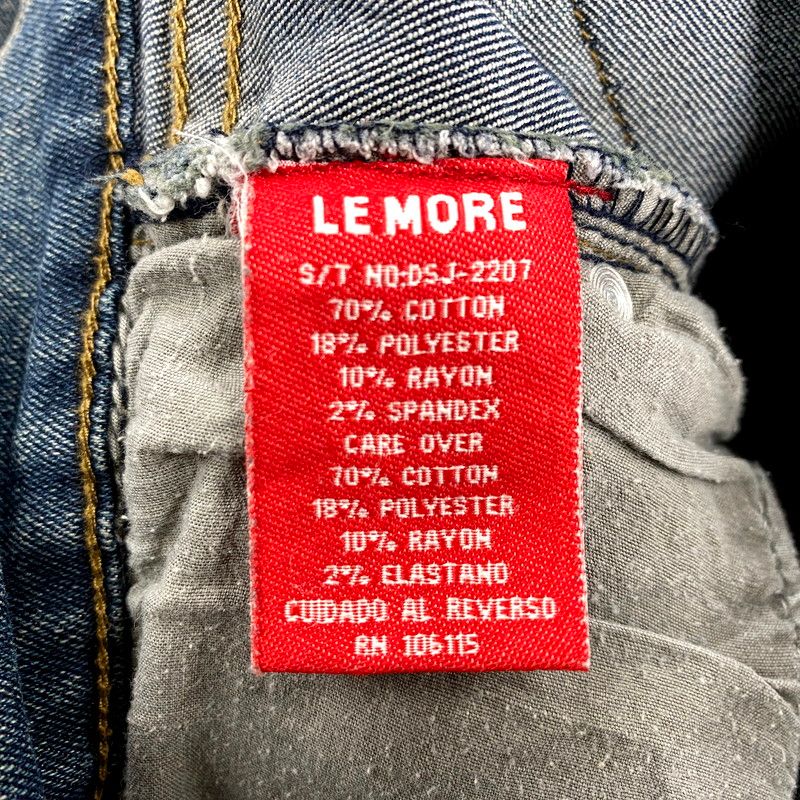 LE MORE
S/T NO:DSJ-2207
70% COTTON
18% POLYESTER
10% RAYON
2% SPANDEX
CARE OVER
70% COTTON
18% POLYESTER
10% RAYON
2% ELASTANO
CUIDADO AL REVERSO
RN 106115